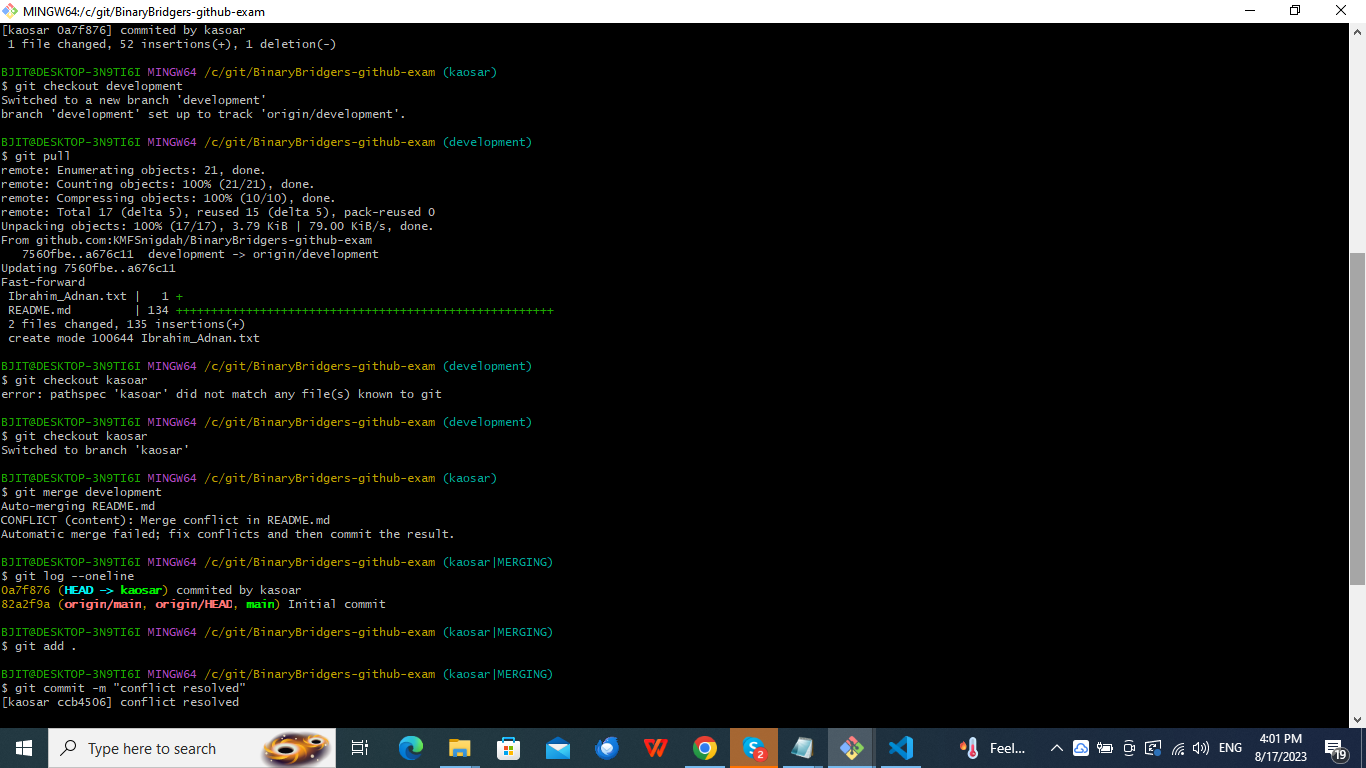 MINGW64:/c/git/BinaryBridgers-github-exam
[kaosar 0a7f876] commited by kasoar
 1 file changed, 52 insertions(+), 1 deletion(-)
BJIT@DESKTOP-3N9TI6I MINGW64 /c/git/BinaryBridgers-github-exam (kaosar)
$ git checkout development
Switched to a new branch 'development'
branch 'development' set up to track 'origin/development'.
BJIT@DESKTOP-3N9TI6I MINGW64 /c/git/BinaryBridgers-github-exam (development)
$ git pull
remote: Enumerating objects: 21, done.
remote: Counting objects: 100% (21/21), done.
remote: Compressing objects: 100% (10/10), done.
remote: Total 17 (delta 5), reused 15 (delta 5), pack-reused 0
Unpacking objects: 100% (17/17), 3.79 KiB | 79.00 KiB/s, done.
From github.com:KMFSnigdah/BinaryBridgers-github-exam
   7560fbe..a676c11  development -> origin/development
Updating 7560fbe..a676c11
Fast-forward
 Ibrahim_Adnan.txt |   1 +
 README.md         | 134 ++++++++++++++++++++++++++++++++++++++++++++++++++++++
 2 files changed, 135 insertions(+)
 create mode 100644 Ibrahim_Adnan.txt
BJIT@DESKTOP-3N9TI6I MINGW64 /c/git/BinaryBridgers-github-exam (development)
$ git checkout kasoar
error: pathspec 'kasoar' did not match any file(s) known to git
BJIT@DESKTOP-3N9TI6I MINGW64 /c/git/BinaryBridgers-github-exam (development)
$ git checkout kaosar
Switched to branch 'kaosar'
BJIT@DESKTOP-3N9TI6I MINGW64 /c/git/BinaryBridgers-github-exam (kaosar)
$ git merge development
Auto-merging README.md
CONFLICT (content): Merge conflict in README.md
Automatic merge failed; fix conflicts and then commit the result.
BJIT@DESKTOP-3N9TI6I MINGW64 /c/git/BinaryBridgers-github-exam (kaosar|MERGING)
$ git log --oneline
0a7f876 (HEAD -> kaosar) commited by kasoar
82a2f9a (origin/main, origin/HEAD, main) Initial commit
BJIT@DESKTOP-3N9TI6I MINGW64 /c/git/BinaryBridgers-github-exam (kaosar|MERGING)
$ git add .
BJIT@DESKTOP-3N9TI6I MINGW64 /c/git/BinaryBridgers-github-exam (kaosar|MERGING)
$ git commit -m "conflict resolved"
[kaosar ccb4506] conflict resolved
Type here to search
2
Feel...
ENG
4:01 PM
8/17/2023
19